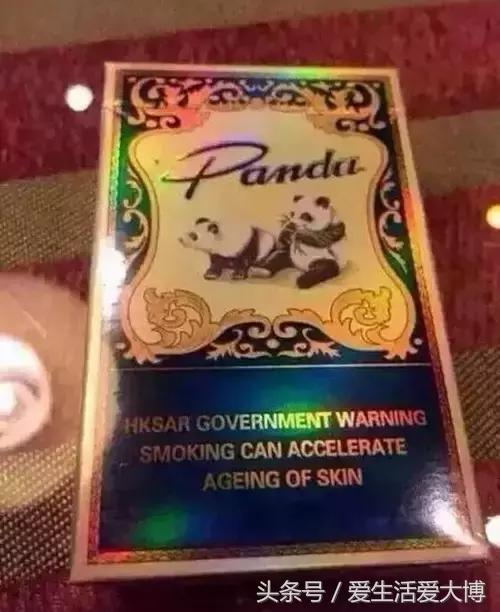 Panda
HKSAR GOVERNMENT WARNING
SMOKING CAN ACCELERATE
AGEING OF SKIN
头条号 / 爱生活爱大博